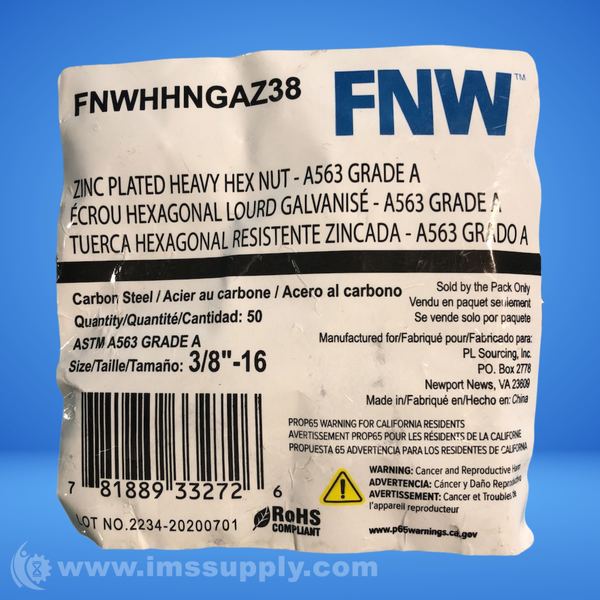 FNWHHNGAZ38
FNW™
ZINC PLATED HEAVY HEX NUT - A563 GRADE A
ÉCROU HEXAGONAL LOURD GALVANISÉ - A563 GRADE A
TUERCA HEXAGONAL RESISTENTE ZINCADA - A563 GRADO A
Carbon Steel / Acier au carbone / Acero al carbono
Quantity/Quantité/Cantidad: 50
ASTM A563 GRADE A
Size/Taille/Tamaño: 3/8"-16
Sold by the Pack Only
Vendu en paquet seulement
Se vende solo por paquete
Manufactured for/Fabriqué pour/Fabricado para:
PL Sourcing, Inc.
P.O. Box 2778
Newport News, VA 23609
Made in/Fabriqué en/Hecho en: China
PROP65 WARNING FOR CALIFORNIA RESIDENTS
AVERTISSEMENT PROP65 POUR LES RÉSIDENTS DE LA CALIFORNIE
PROPUESTA 65 ADVERTENCIA PARA LOS RESIDENTES DE CALIFORNIA
WARNING: Cancer and Reproductive Harm
ADVERTENCIA: Cáncer y Daño Reproductivo
AVERTISSEMENT: Cancer et Troubles de
l'appareil reproducteur
www.p65warnings.ca.gov
7 81889 33272 6
LOT NO.2234-20200701
RoHS
COMPLIANT
www.imssupply.com